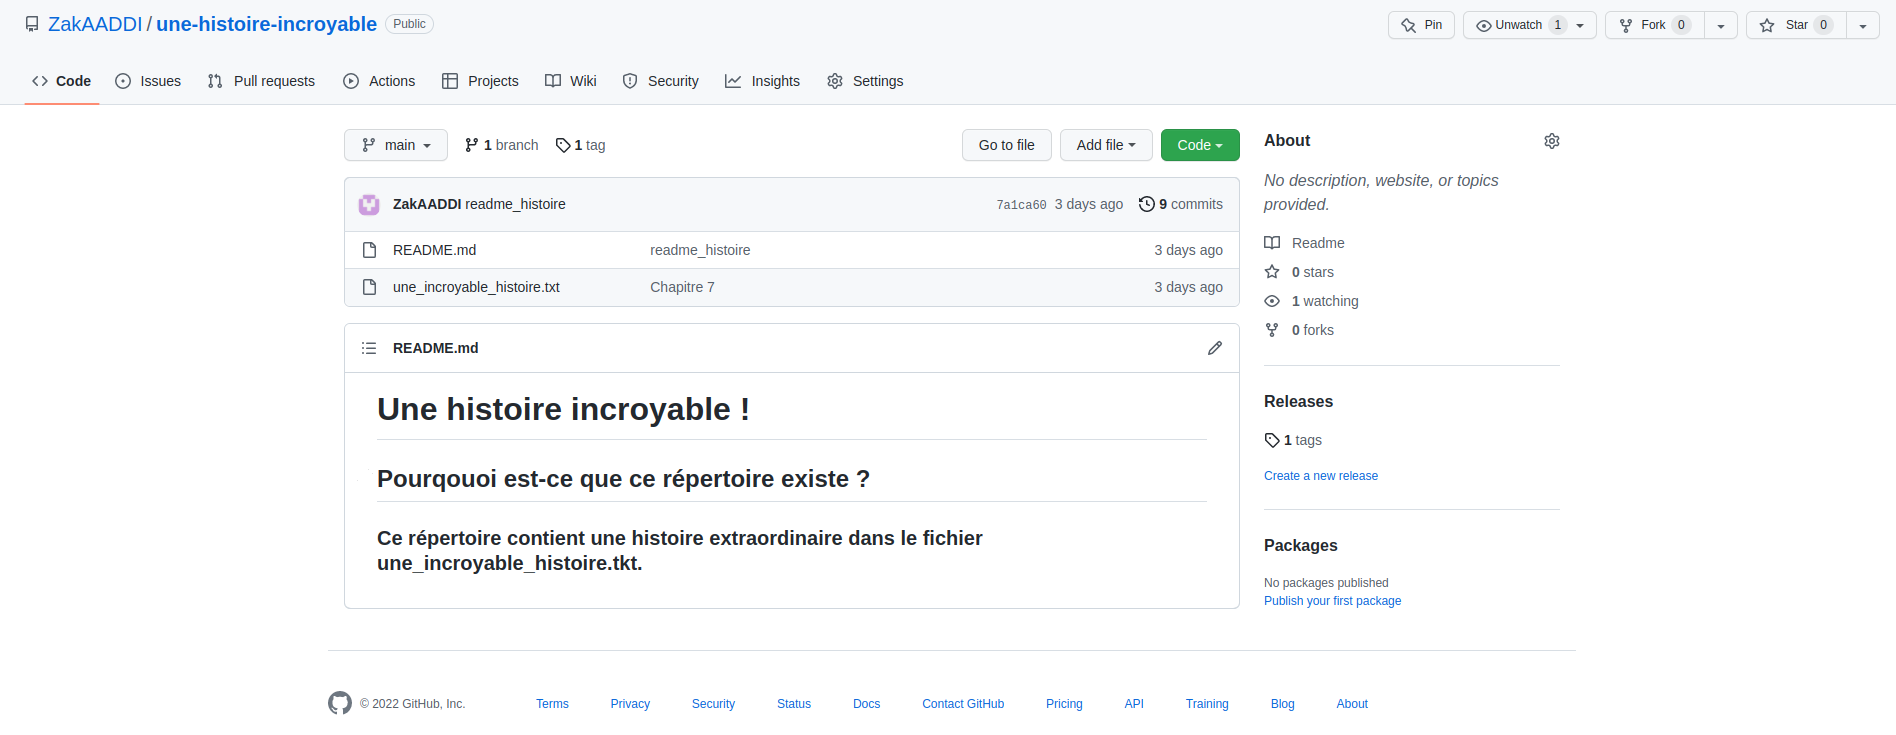 ZakAADDI / une-histoire-incroyable Public
Pin Unwatch 1 Fork 0 Star 0
Code Issues Pull requests Actions Projects Wiki Security Insights Settings
main 1 branch 1 tag Go to file Add file Code
ZakAADDI readme_histoire 7a1ca60 3 days ago 9 commits
README.md readme_histoire 3 days ago
une_incroyable_histoire.txt Chapitre 7 3 days ago
README.md
Une histoire incroyable !
Pourqouoi est-ce que ce répertoire existe ?
Ce répertoire contient une histoire extraordinaire dans le fichier
une_incroyable_histoire.tkt.
About
No description, website, or topics
provided.
Readme
0 stars
1 watching
0 forks
Releases
1 tags
Create a new release
Packages
No packages published
Publish your first package
© 2022 GitHub, Inc. Terms Privacy Security Status Docs Contact GitHub Pricing API Training Blog About